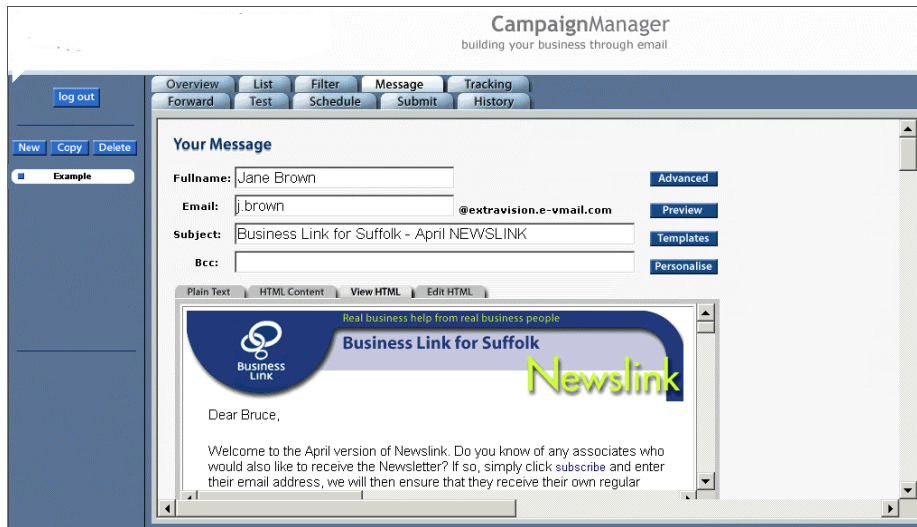 CampaignManager
building your business through email
log out
Overview List Filter Message Tracking
Forward Test Schedule Submit History
New Copy Delete
Example
Your Message
Fullname: Jane Brown
Advanced
Email: j.brown @extravision.e-vmail.com
Preview
Subject: Business Link for Suffolk - April NEWSLINK
Templates
Bcc:
Personalise
Plain Text HTML Content View HTML Edit HTML
Real business help from real business people
Business Link for Suffolk
Business
Link
Newslink
Dear Bruce,
Welcome to the April version of Newslink. Do you know of any associates who
would also like to receive the Newsletter? If so, simply click subscribe and enter
their email address, we will then ensure that they receive their own regular